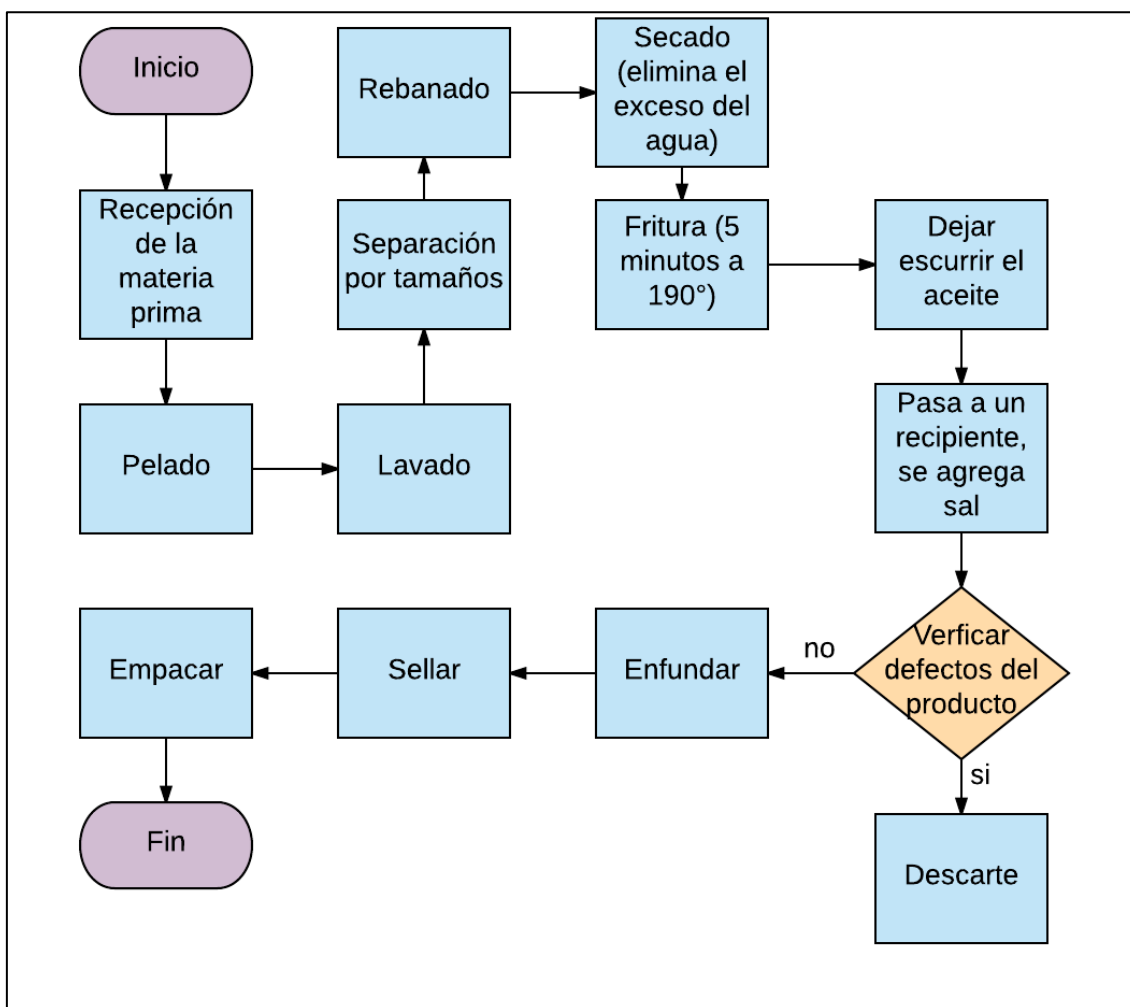 Inicio
Recepción
de la
materia
prima
Pelado
Lavado
Separación
por tamaños
Rebanado
Secado
(elimina el
exceso del
agua)
Fritura (5
minutos a
190°)
Dejar
escurrir el
aceite
Pasa a un
recipiente,
se agrega
sal
Verficar
defectos del
producto
no
si
Descarte
Enfundar
Sellar
Empacar
Fin